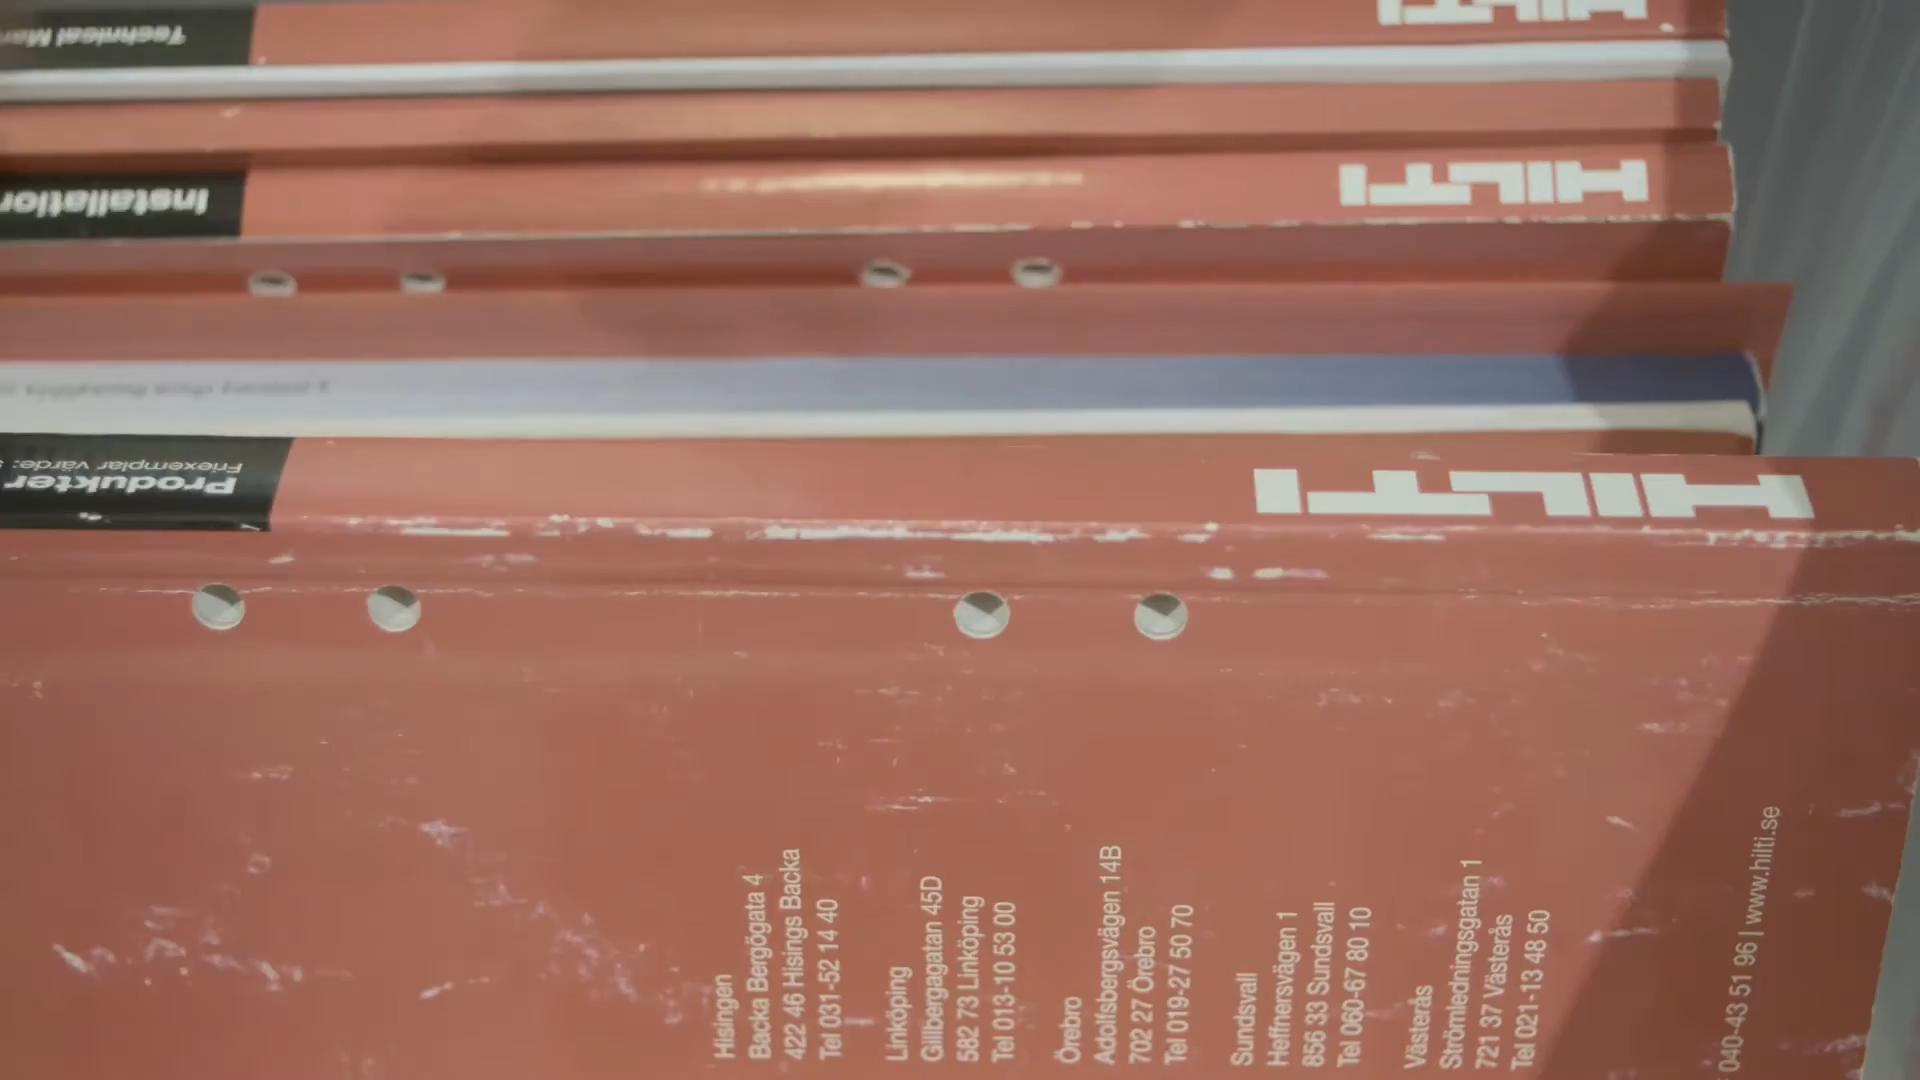 Technical Man
HILTI
Installation
HILTI
Produkter
Friexemplar värde:
HILTI
Hisingen
Backa Bergögata 4
422 46 Hisings Backa
Tel 031-52 14 40
Linköping
Gillbergagatan 45D
582 73 Linköping
Tel 013-10 53 00
Örebro
Adolfsbergsvägen 14B
702 27 Örebro
Tel 019-27 50 70
Sundsvall
Heffnersvägen 1
856 33 Sundsvall
Tel 060-67 80 10
Västerås
Strömledningsgatan 1
721 37 Västerås
Tel 021-13 48 50
040-43 51 96 | www.hilti.se